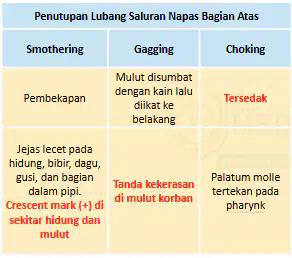 Penutupan Lubang Saluran Napas Bagian Atas
Smothering
Gagging
Choking
Pembekapan
Mulut disumbat
dengan kain lalu
diikat ke
belakang
Tersedak
Jejas lecet pada
hidung, bibir, dagu,
gusi, dan bagian
dalam pipi.
Crescent mark (+) di
sekitar hidung dan
mulut
Tanda kekerasan
di mulut korban
Palatum molle
tertekan pada
pharynk